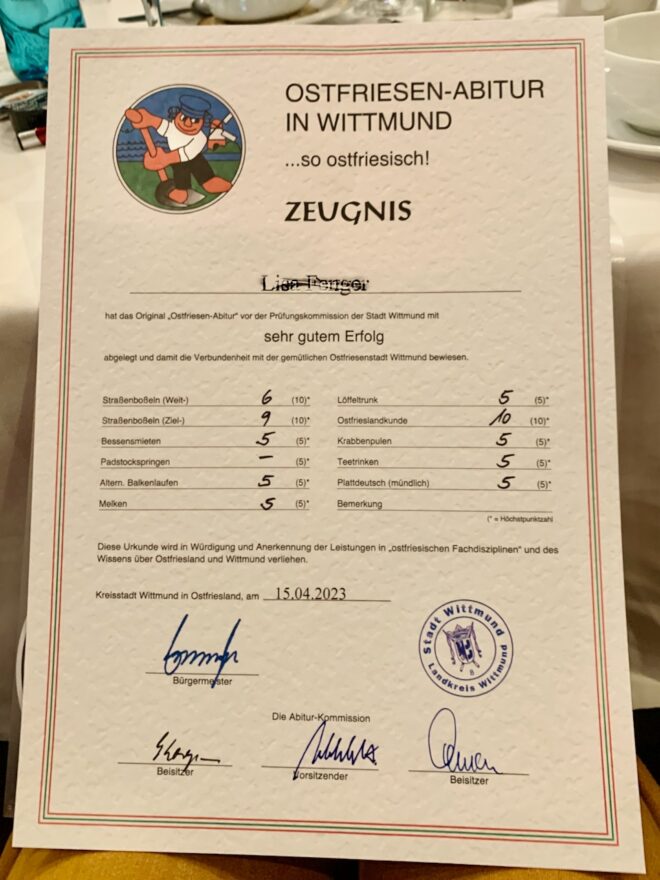 OSTFRIESEN-ABITUR
IN WITTMUND
...so ostfriesisch!
ZEUGNIS
hat das Original „Ostfriesen-Abitur" vor der Prüfungskommission der Stadt Wittmund mit
sehr gutem Erfolg
abgelegt und damit die Verbundenheit mit der gemütlichen Ostfriesenstadt Wittmund bewiesen.
Straßenboßeln (Weit-) 6 (10)*
Straßenboßeln (Ziel-) 9 (10)*
Bessensmieten 5 (5)*
Padstockspringen – (5)*
Altern. Balkenlaufen 5 (5)*
Melken 5 (5)*
Löffeltrunk 5 (5)*
Ostfrieslandkunde 10 (10)*
Krabbenpulen 5 (5)*
Teetrinken 5 (5)*
Plattdeutsch (mündlich) 5 (5)*
Bemerkung
(* = Höchstpunktzahl
Diese Urkunde wird in Würdigung und Anerkennung der Leistungen in „ostfriesischen Fachdisziplinen" und des
Wissens über Ostfriesland und Wittmund verliehen.
Kreisstadt Wittmund in Ostfriesland, am 15.04.2023
Stadt Wittmund
Landkreis Wittmund
8
Bürgermeister
Die Abitur-Kommission
Beisitzer
Vorsitzender
Beisitzer